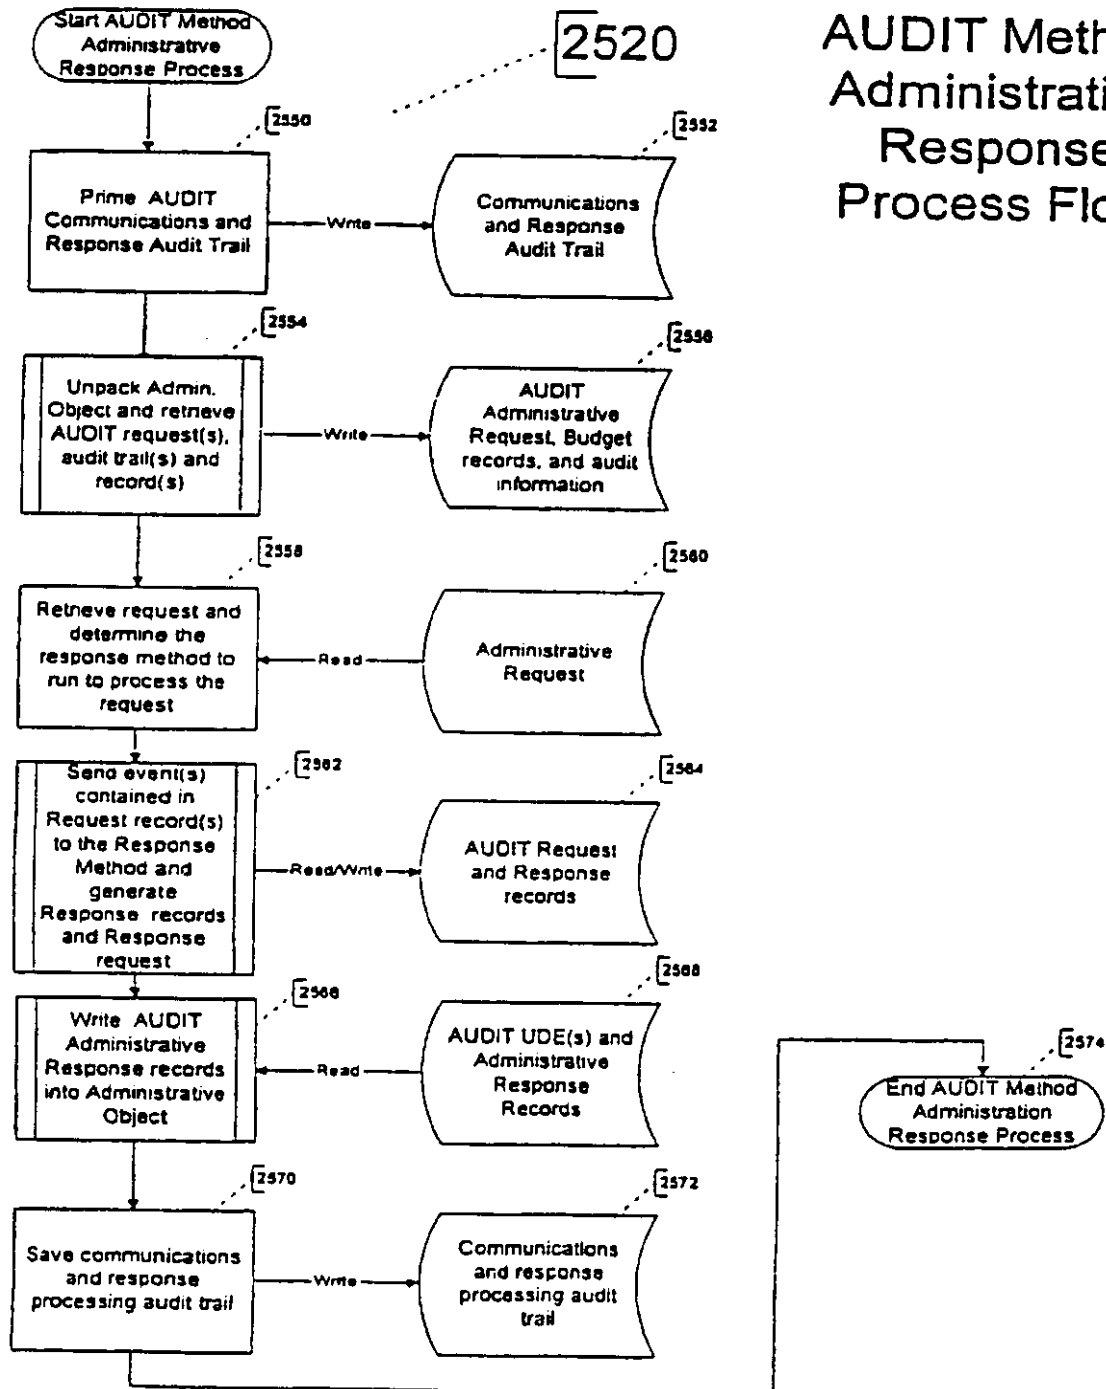 Start AUDIT Method
Administrative
Response Process
2520
AUDIT Meth
Administrati
Response
Process Flo
2550
2552
Prime AUDIT
Communications and
Response Audit Trail
Write
Communications
and Response
Audit Trail
2554
2556
Unpack Admin.
Object and retrieve
AUDIT request(s),
audit trail(s) and
record(s)
Write
AUDIT
Administrative
Request, Budget
records, and audit
information
2558
2560
Retrieve request and
determine the
response method to
run to process the
request
Read
Administrative
Request
2562
2564
Send event(s)
contained in
Request record(s)
to the Response
Method and
generate
Response records
and Response
request
Read/Write
AUDIT Request
and Response
records
2566
2568
Write AUDIT
Administrative
Response records
into Administrative
Object
Read
AUDIT UDE(s) and
Administrative
Response
Records
2574
End AUDIT Method
Administration
Response Process
2570
2572
Save communications
and response
processing audit trail
Write
Communications
and response
processing audit
trail